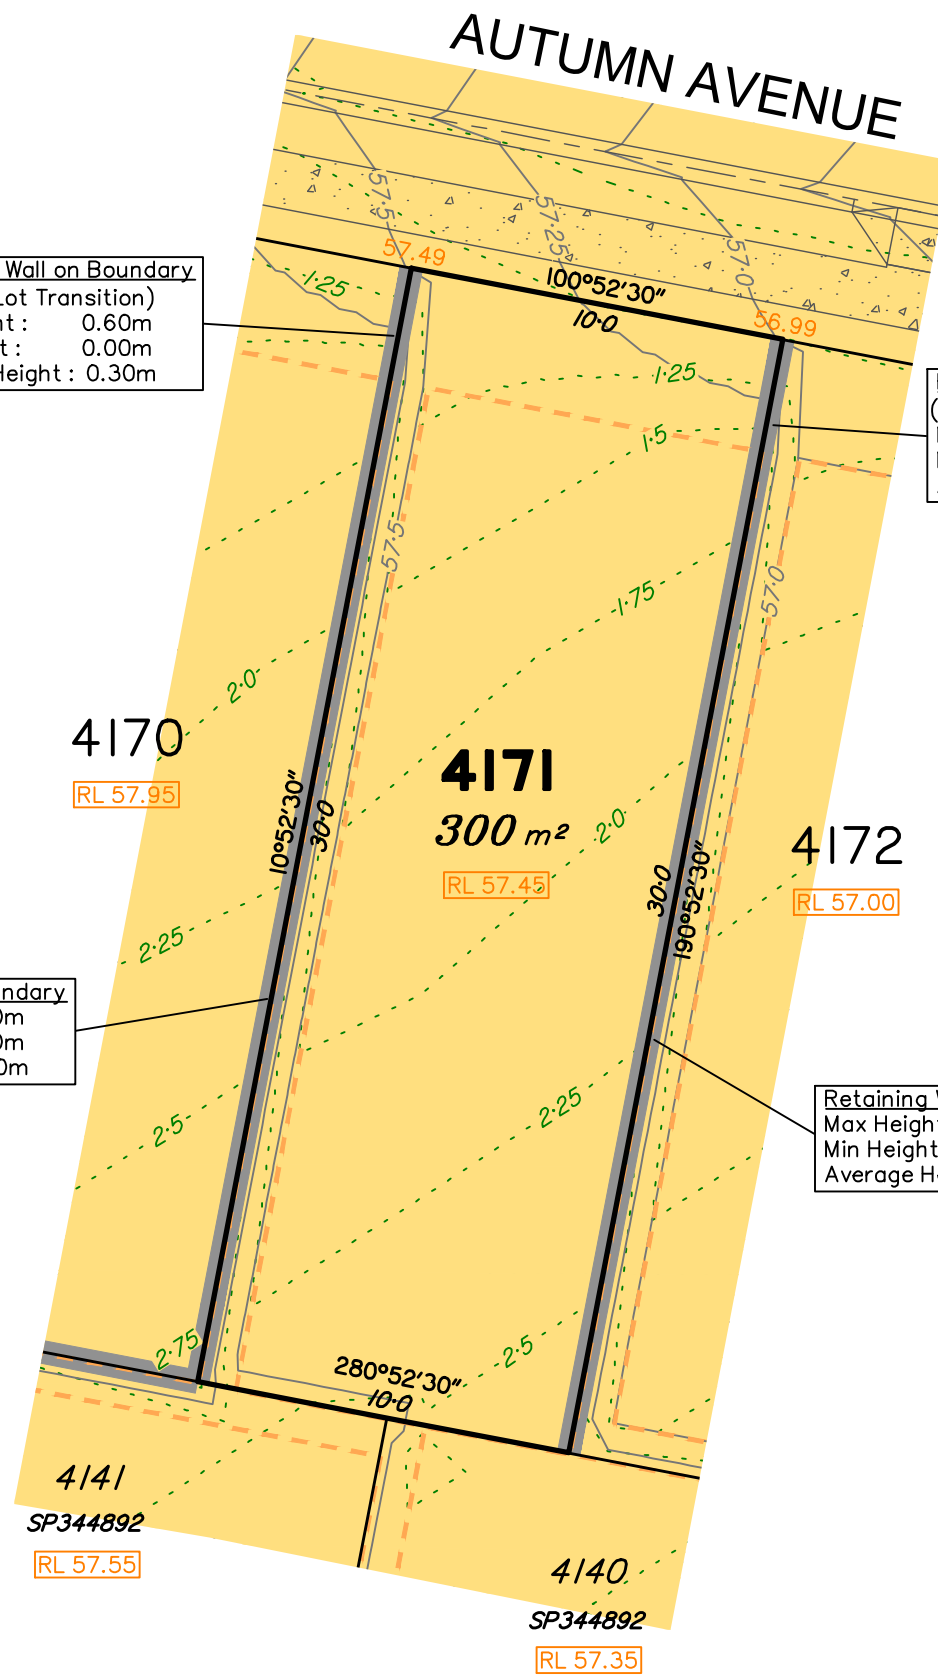 AUTUMN AVENUE
57·5
57·25
57·0
57.49
100°52'30"
10·0
56.99
Wall on Boundary
Lot Transition)
nt : 0.60m
t : 0.00m
Height : 0.30m
1·25
1·25
1·5
57·5
1·75
57·0
2·0
4170
RL 57.95
4171
300 m²
RL 57.45
2·0
4172
RL 57.00
10°52'30"
30·0
30·0
190°52'30"
2·25
ndary
0m
0m
0m
2·5
2·25
Retaining
Max Height
Min Height
Average H
2·75
2·5
280°52'30"
10·0
4141
SP344892
RL 57.55
4140
SP344892
RL 57.35